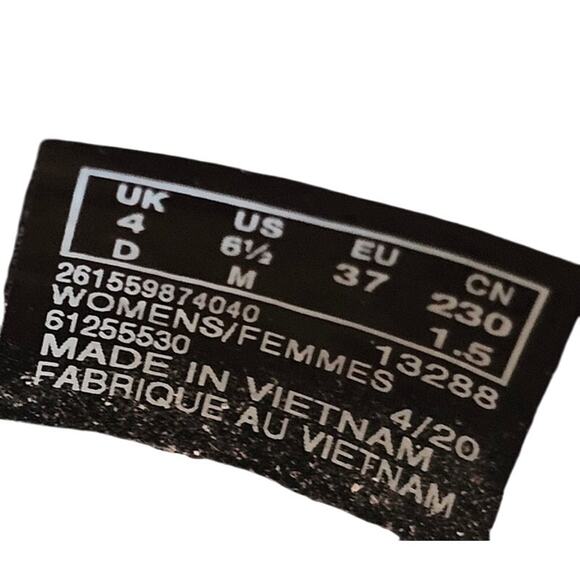 UK US EU CN
4 6½ 37 230
D M 1.5
261559874040
WOMENS/FEMMES 13288
61255530
MADE IN VIETNAM 4/20
FABRIQUE AU VIETNAM